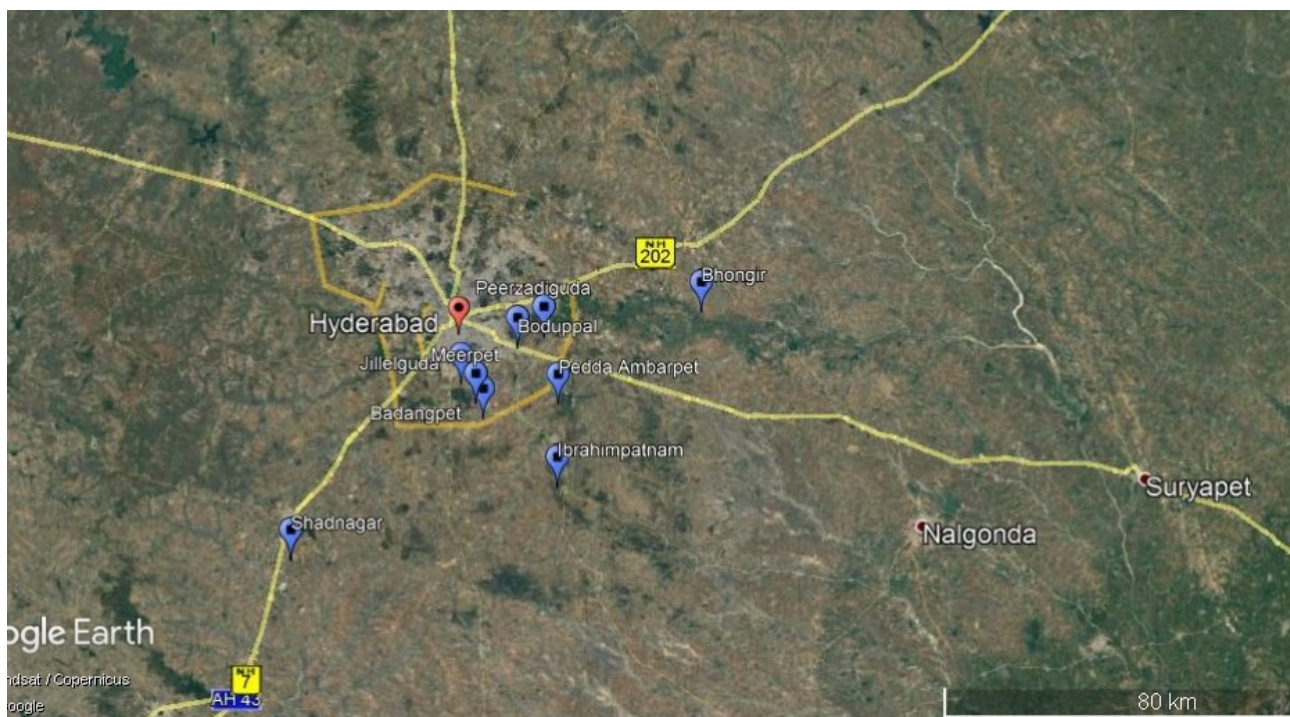 NH
202
Bhongir
Peerzadiguda
Hyderabad
Boduppal
Jillelguda
Meerpet
Pedda Ambarpet
Badangpet
Ibrahimpatnam
Suryapet
Shadnagar
Nalgonda
ogle Earth
ndsat / Copernicus
NH
7
AH 43
oogle
80 km